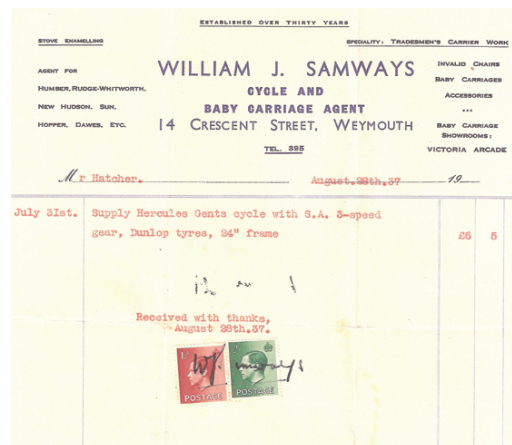 ESTABLISHED OVER THIRTY YEARS
STOVE ENAMELLING
SPECIALITY: TRADESMEN'S CARRIER WORK
AGENT FOR
HUMBER, RUDGE-WHITWORTH,
NEW HUDSON, SUN,
HOPPER, DAWES, ETC.
WILLIAM J. SAMWAYS
CYCLE AND
BABY CARRIAGE AGENT
14 CRESCENT STREET, WEYMOUTH
TEL. 395
INVALID CHAIRS
BABY CARRIAGES
ACCESSORIES
BABY CARRIAGE
SHOWROOMS:
VICTORIA ARCADE
Mr Hatcher. August.28th.37 19
July 31st. Supply Hercules Gents cycle with S.A. 3-speed
gear, Dunlop tyres, 24" frame £6 5
Received with thanks,
August 28th.37.
POSTAGE POSTAGE